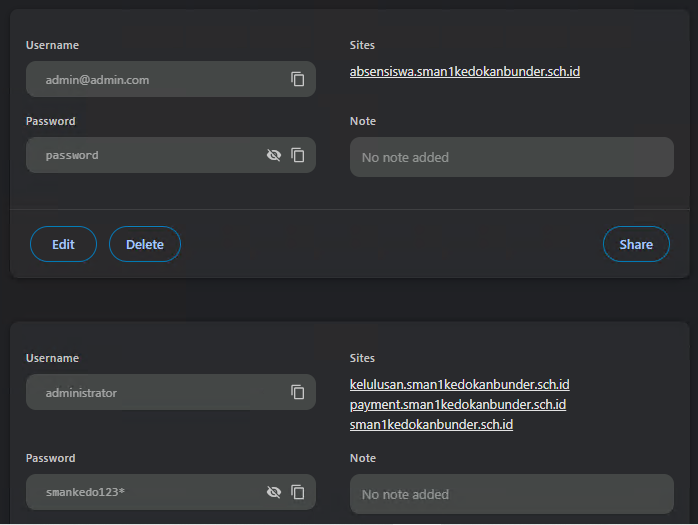 Username
Sites
admin@admin.com
absensiswa.sman1kedokanbunder.sch.id
Password
Note
password
No note added
Edit
Delete
Share
Username
Sites
administrator
kelulusan.sman1kedokanbunder.sch.id
payment.sman1kedokanbunder.sch.id
sman1kedokanbunder.sch.id
Password
Note
smankedo123*
No note added